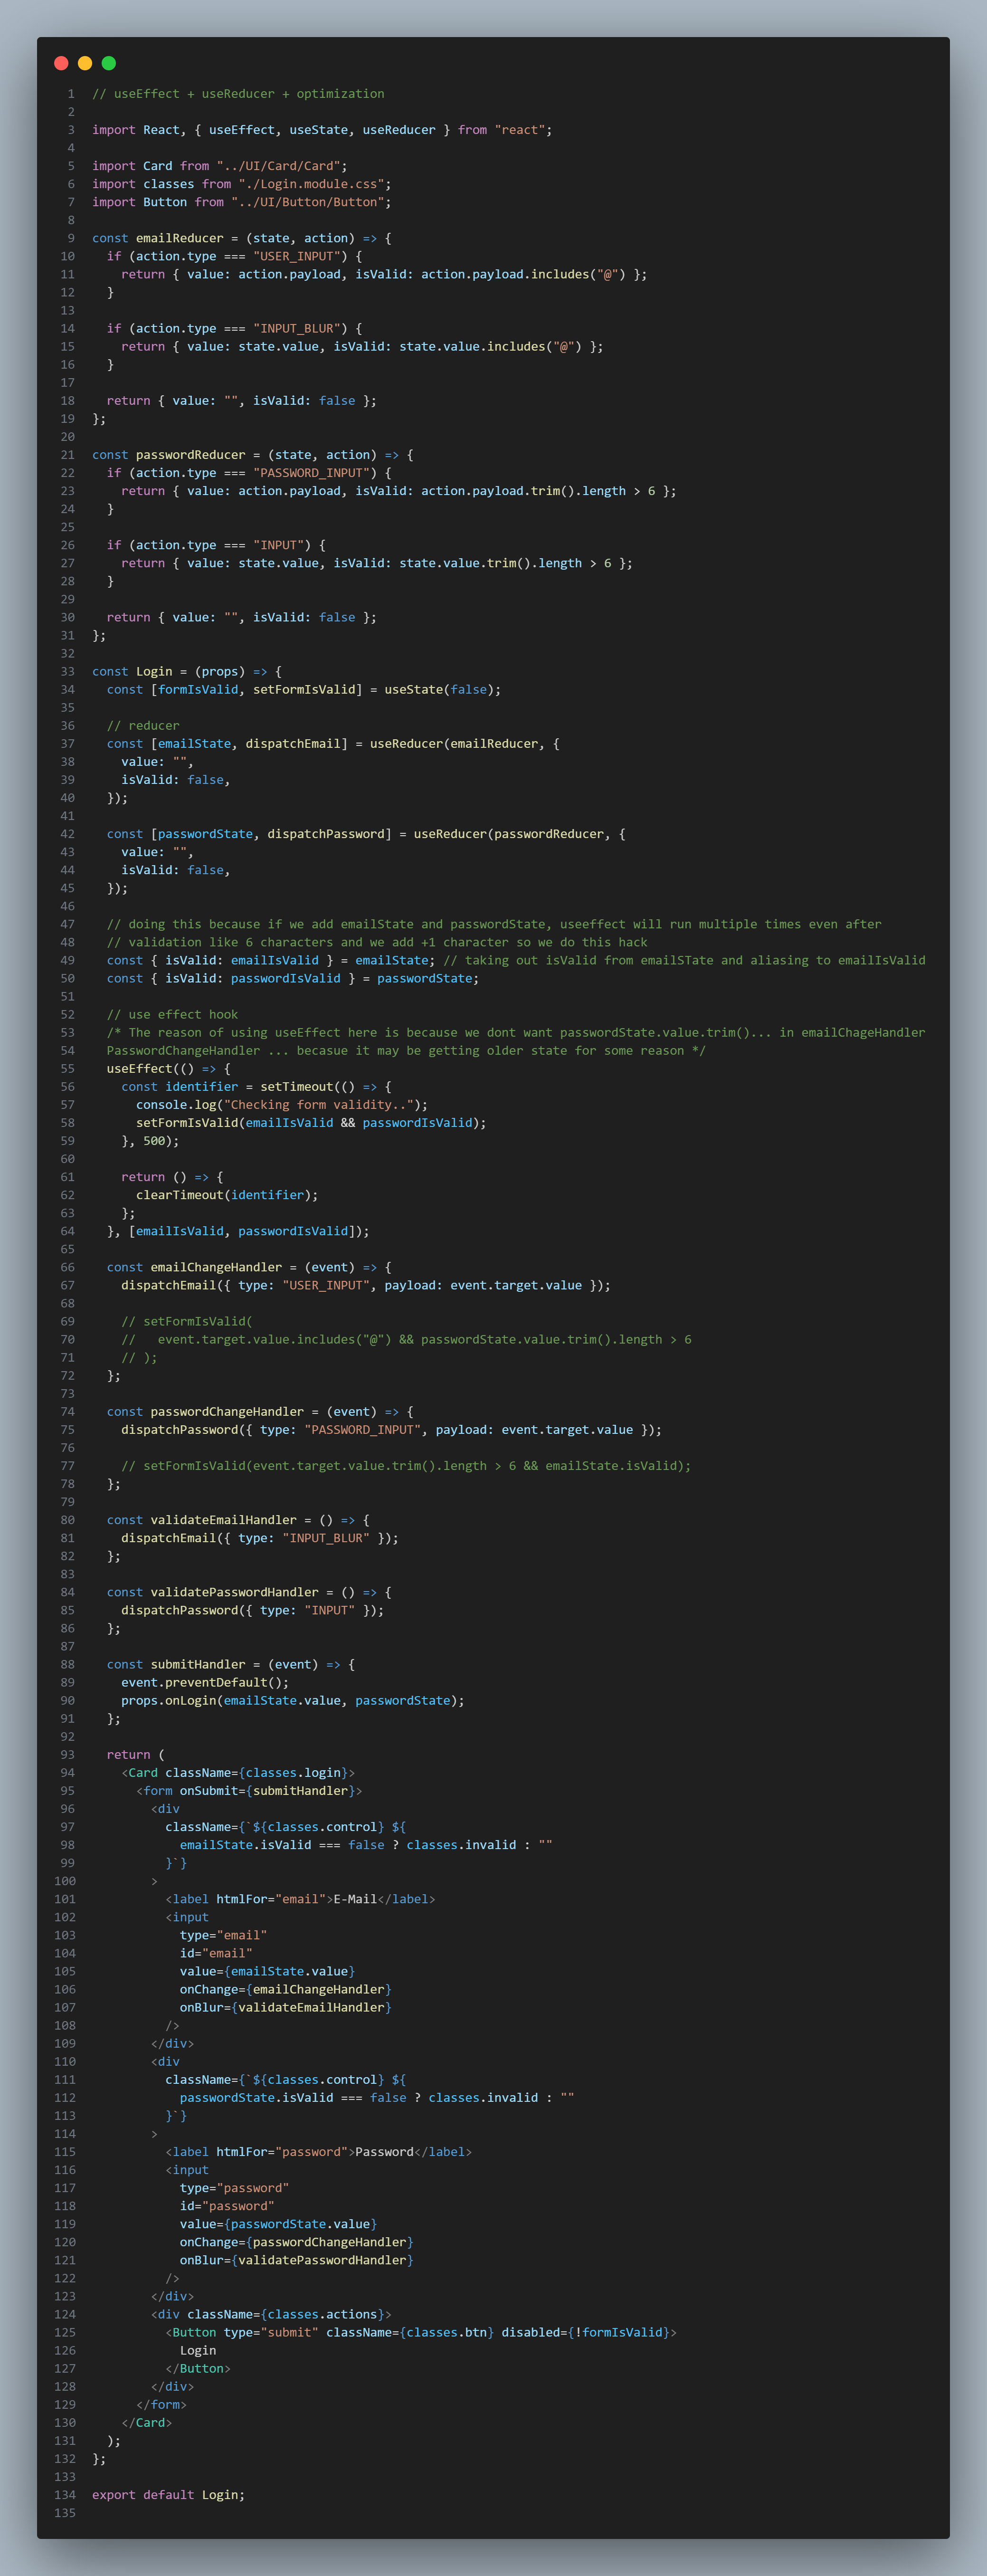 1 // useEffect + useReducer + optimization
2
3 import React, { useEffect, useState, useReducer } from "react";
4
5 import Card from "../UI/Card/Card";
6 import classes from "./Login.module.css";
7 import Button from "../UI/Button/Button";
8
9 const emailReducer = (state, action) => {
10   if (action.type === "USER_INPUT") {
11     return { value: action.payload, isValid: action.payload.includes("@") };
12   }
13
14   if (action.type === "INPUT_BLUR") {
15     return { value: state.value, isValid: state.value.includes("@") };
16   }
17
18   return { value: "", isValid: false };
19 };
20
21 const passwordReducer = (state, action) => {
22   if (action.type === "PASSWORD_INPUT") {
23     return { value: action.payload, isValid: action.payload.trim().length > 6 };
24   }
25
26   if (action.type === "INPUT") {
27     return { value: state.value, isValid: state.value.trim().length > 6 };
28   }
29
30   return { value: "", isValid: false };
31 };
32
33 const Login = (props) => {
34   const [formIsValid, setFormIsValid] = useState(false);
35
36   // reducer
37   const [emailState, dispatchEmail] = useReducer(emailReducer, {
38     value: "",
39     isValid: false,
40   });
41
42   const [passwordState, dispatchPassword] = useReducer(passwordReducer, {
43     value: "",
44     isValid: false,
45   });
46
47   // doing this because if we add emailState and passwordState, useeffect will run multiple times even after
48   // validation like 6 characters and we add +1 character so we do this hack
49   const { isValid: emailIsValid } = emailState; // taking out isValid from emailSTate and aliasing to emailIsValid
50   const { isValid: passwordIsValid } = passwordState;
51
52   // use effect hook
53   /* The reason of using useEffect here is because we dont want passwordState.value.trim()... in emailChageHandler
54   PasswordChangeHandler ... becasue it may be getting older state for some reason */
55   useEffect(() => {
56     const identifier = setTimeout(() => {
57       console.log("Checking form validity..");
58       setFormIsValid(emailIsValid && passwordIsValid);
59     }, 500);
60
61     return () => {
62       clearTimeout(identifier);
63     };
64   }, [emailIsValid, passwordIsValid]);
65
66   const emailChangeHandler = (event) => {
67     dispatchEmail({ type: "USER_INPUT", payload: event.target.value });
68
69     // setFormIsValid(
70     //   event.target.value.includes("@") && passwordState.value.trim().length > 6
71     // );
72   };
73
74   const passwordChangeHandler = (event) => {
75     dispatchPassword({ type: "PASSWORD_INPUT", payload: event.target.value });
76
77     // setFormIsValid(event.target.value.trim().length > 6 && emailState.isValid);
78   };
79
80   const validateEmailHandler = () => {
81     dispatchEmail({ type: "INPUT_BLUR" });
82   };
83
84   const validatePasswordHandler = () => {
85     dispatchPassword({ type: "INPUT" });
86   };
87
88   const submitHandler = (event) => {
89     event.preventDefault();
90     props.onLogin(emailState.value, passwordState);
91   };
92
93   return (
94     <Card className={classes.login}>
95       <form onSubmit={submitHandler}>
96         <div
97           className={`${classes.control} ${
98             emailState.isValid === false ? classes.invalid : ""
99           }`}
100         >
101           <label htmlFor="email">E-Mail</label>
102           <input
103             type="email"
104             id="email"
105             value={emailState.value}
106             onChange={emailChangeHandler}
107             onBlur={validateEmailHandler}
108           />
109         </div>
110         <div
111           className={`${classes.control} ${
112             passwordState.isValid === false ? classes.invalid : ""
113           }`}
114         >
115           <label htmlFor="password">Password</label>
116           <input
117             type="password"
118             id="password"
119             value={passwordState.value}
120             onChange={passwordChangeHandler}
121             onBlur={validatePasswordHandler}
122           />
123         </div>
124         <div className={classes.actions}>
125           <Button type="submit" className={classes.btn} disabled={!formIsValid}>
126             Login
127           </Button>
128         </div>
129       </form>
130     </Card>
131   );
132 };
133
134 export default Login;
135